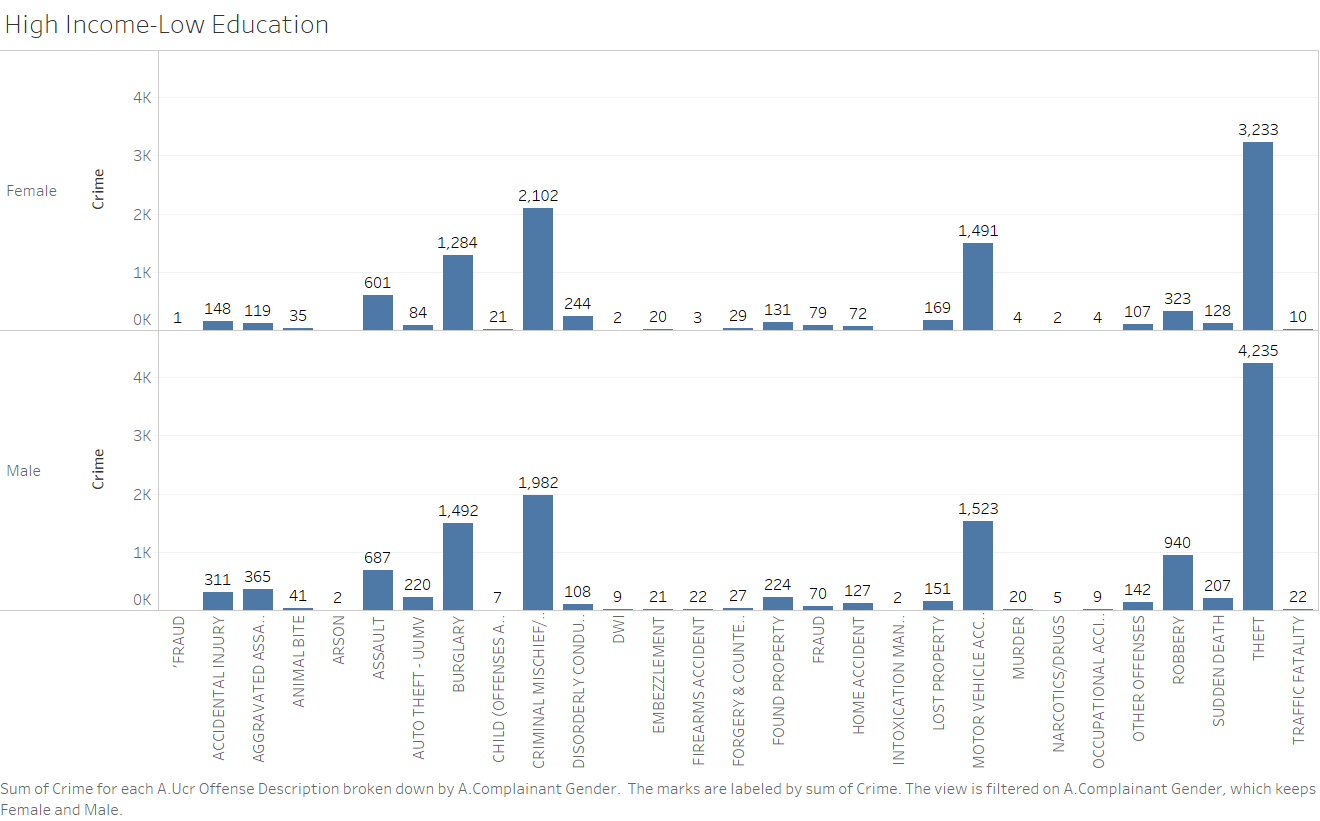 High Income-Low Education
4K
3K
2K
1K
0K
Female
Crime
1
148
119
35
601
84
1,284
21
2,102
244
2
20
3
29
131
79
72
169
1,491
4
2
4
107
323
128
3,233
10
4K
3K
2K
1K
0K
Male
Crime
311
365
41
2
687
220
1,492
7
1,982
108
9
21
22
27
224
70
127
2
151
1,523
20
5
9
142
940
207
4,235
22
'FRAUD
ACCIDENTAL INJURY
AGGRAVATED ASSA..
ANIMAL BITE
ARSON
ASSAULT
AUTO THEFT - UUMV
BURGLARY
CHILD (OFFENSES A..
CRIMINAL MISCHIEF/..
DISORDERLY CONDU..
DWI
EMBEZZLEMENT
FIREARMS ACCIDENT
FORGERY & COUNTE..
FOUND PROPERTY
FRAUD
HOME ACCIDENT
INTOXICATION MAN..
LOST PROPERTY
MOTOR VEHICLE ACC..
MURDER
NARCOTICS/DRUGS
OCCUPATIONAL ACCI..
OTHER OFFENSES
ROBBERY
SUDDEN DEATH
THEFT
TRAFFIC FATALITY
Sum of Crime for each A.Ucr Offense Description broken down by A.Complainant Gender.  The marks are labeled by sum of Crime. The view is filtered on A.Complainant Gender, which keeps
Female and Male.